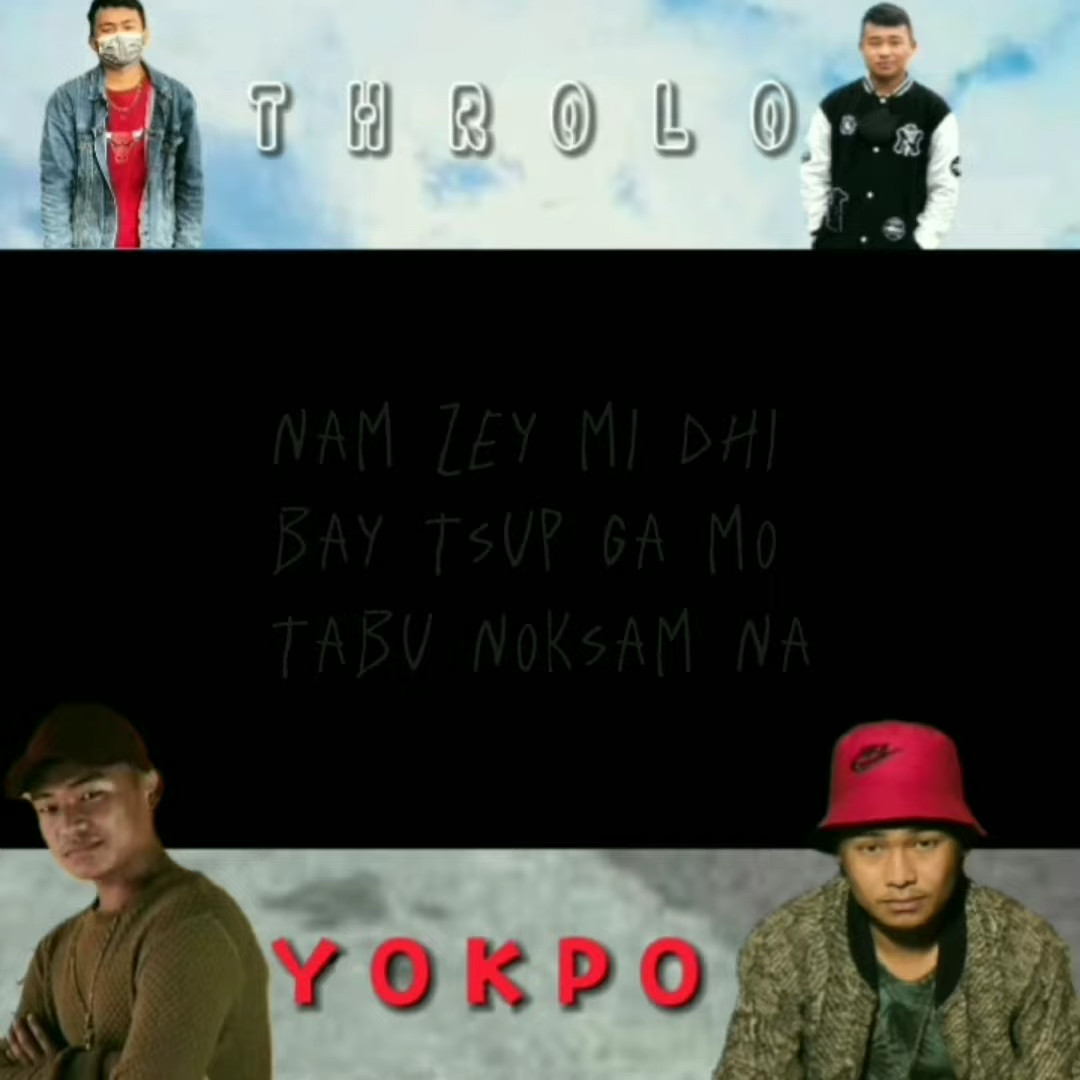 THROLO
NAM ZEY MI DHI
BAY TSUP GA MO
TABU NOKSAM NA
YOKPO